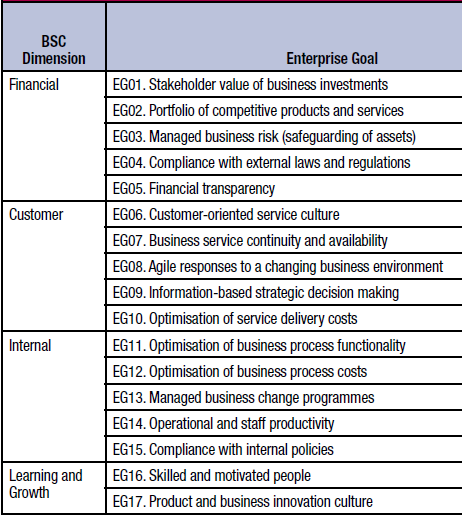 BSC
Dimension
Enterprise Goal
Financial
EG01. Stakeholder value of business investments
EG02. Portfolio of competitive products and services
EG03. Managed business risk (safeguarding of assets)
EG04. Compliance with external laws and regulations
EG05. Financial transparency
Customer
EG06. Customer-oriented service culture
EG07. Business service continuity and availability
EG08. Agile responses to a changing business environment
EG09. Information-based strategic decision making
EG10. Optimisation of service delivery costs
Internal
EG11. Optimisation of business process functionality
EG12. Optimisation of business process costs
EG13. Managed business change programmes
EG14. Operational and staff productivity
EG15. Compliance with internal policies
Learning and
Growth
EG16. Skilled and motivated people
EG17. Product and business innovation culture